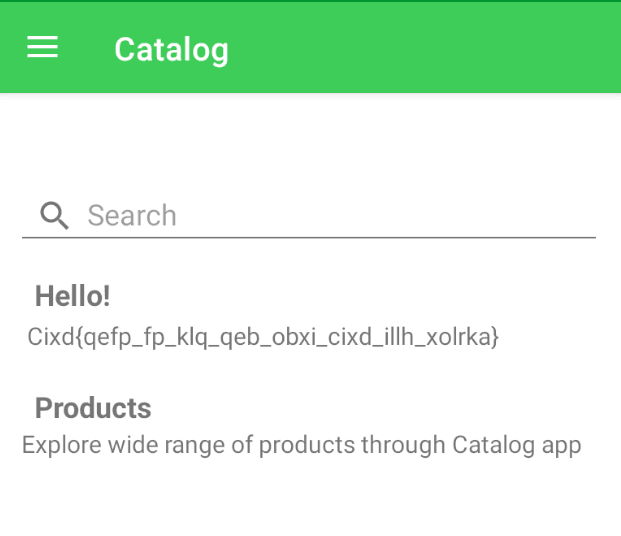 Catalog
Search
Hello!
Cixd{qefp_fp_klq_qeb_obxi_cixd_illh_xolrka}
Products
Explore wide range of products through Catalog app